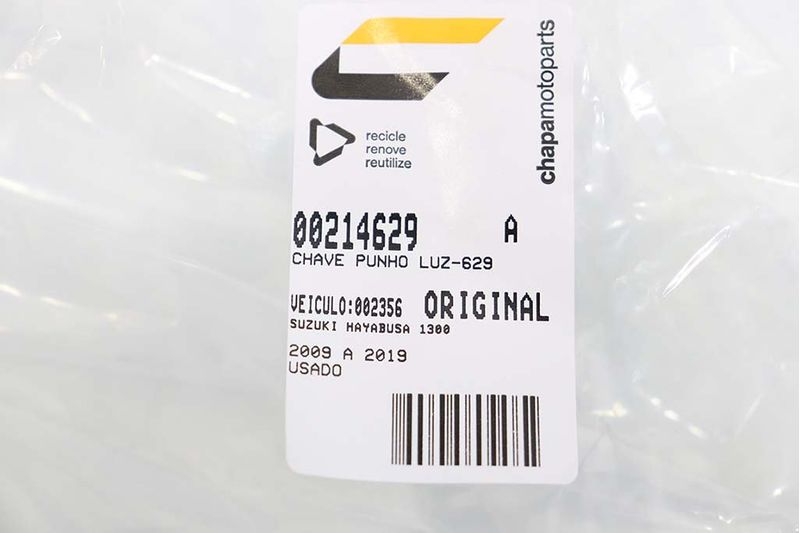 chapamotoparts
recicle
renove
reutilize
00214629 A
CHAVE PUNHO LUZ-629
VEICULO:002356 ORIGINAL
SUZUKI HAYABUSA 1300
2009 A 2019
USADO